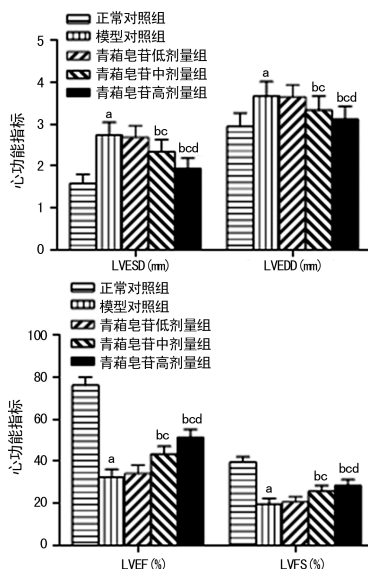 正常对照组
模型对照组
青葙皂苷低剂量组
青葙皂苷中剂量组
青葙皂苷高剂量组
心功能指标
5
4
3
2
1
0
a
bc
bcd
a
bc
bcd
LVESD(mm)
LVEDD(mm)
正常对照组
模型对照组
青葙皂苷低剂量组
青葙皂苷中剂量组
青葙皂苷高剂量组
心功能指标
100
80
60
40
20
0
a
bc
bcd
a
bc
bcd
LVEF(%)
LVFS(%)